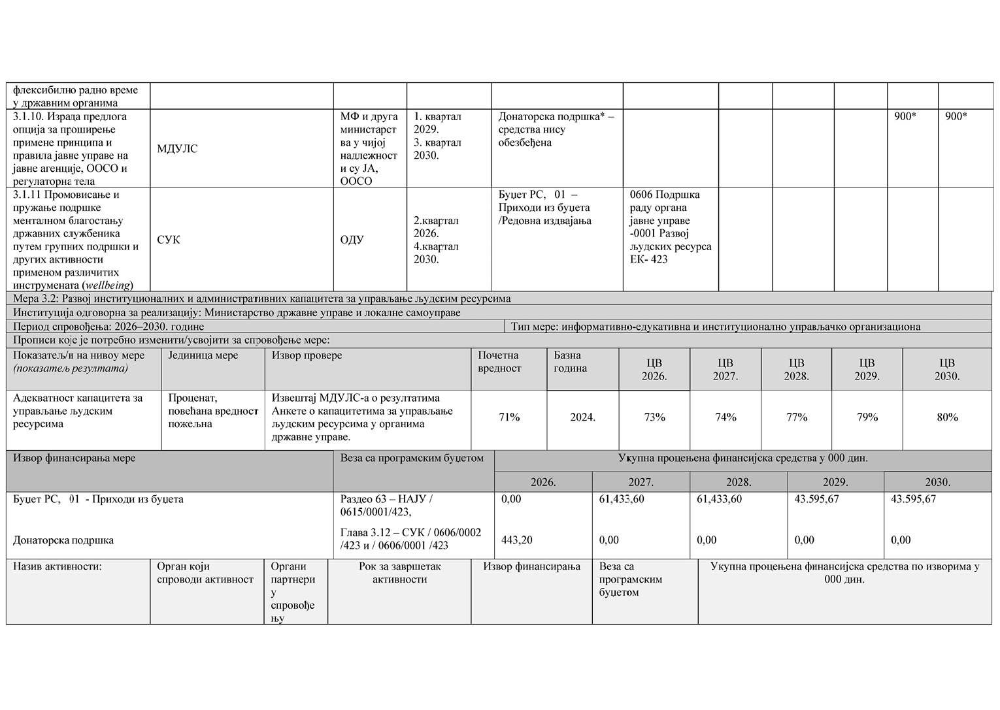 флексибилно радно време
у државним органима
3.1.10. Израда предлога
опција за проширење
примене принципа и
правила јавне управе на
јавне агенције, ООСО и
регулаторна тела
МДУЛС
МФ и друга
министарст
ва у чијој
надлежност
и су ЈА,
ООСО
1. квартал
2029.
3. квартал
2030.
Донаторска подршка* –
средства нису
обезбеђена
900*
900*
3.1.11 Промовисање и
пружање подршке
менталном благостању
државних службеника
путем групних подршки и
других активности
применом различитих
инструмената (wellbeing)
СУК
ОДУ
2.квартал
2026.
4.квартал
2030.
Буџет РС, 01 –
Приходи из буџета
/Редовна издвајања
0606 Подршка
раду органа
јавне управе
-0001 Развој
људских ресурса
ЕК- 423
Мера 3.2: Развој институционалних и административних капацитета за управљање људским ресурсима
Институција одговорна за реализацију: Министарство државне управе и локалне самоуправе
Период спровођења: 2026–2030. године
Тип мере: информативно-едукативна и институционално управљачко организациона
Прописи које је потребно изменити/усвојити за спровођење мере:
Показатељ/и на нивоу мере
(показатељ резултата)
Јединица мере
Извор провере
Почетна
вредност
Базна
година
ЦВ
2026.
ЦВ
2027.
ЦВ
2028.
ЦВ
2029.
ЦВ
2030.
Адекватност капацитета за
управљање људским
ресурсима
Проценат,
повећана вредност
пожељна
Извештај МДУЛС-а о резултатима
Анкете о капацитетима за управљање
људским ресурсима у органима
државне управе.
71%
2024.
73%
74%
77%
79%
80%
Извор финансирања мере
Веза са програмским буџетом
Укупна процењена финансијска средства у 000 дин.
2026.
2027.
2028.
2029.
2030.
Буџет РС, 01 - Приходи из буџета
Раздео 63 – НАЈУ /
0615/0001/423,
0,00
61,433,60
61,433,60
43.595,67
43.595,67
Донаторска подршка
Глава 3.12 – СУК / 0606/0002
/423 и / 0606/0001 /423
443,20
0,00
0,00
0,00
0,00
Назив активности:
Орган који
спроводи активност
Органи
партнери
у
спровође
њу
Рок за завршетак
активности
Извор финансирања
Веза са
програмским
буџетом
Укупна процењена финансијска средства по изворима у
000 дин.